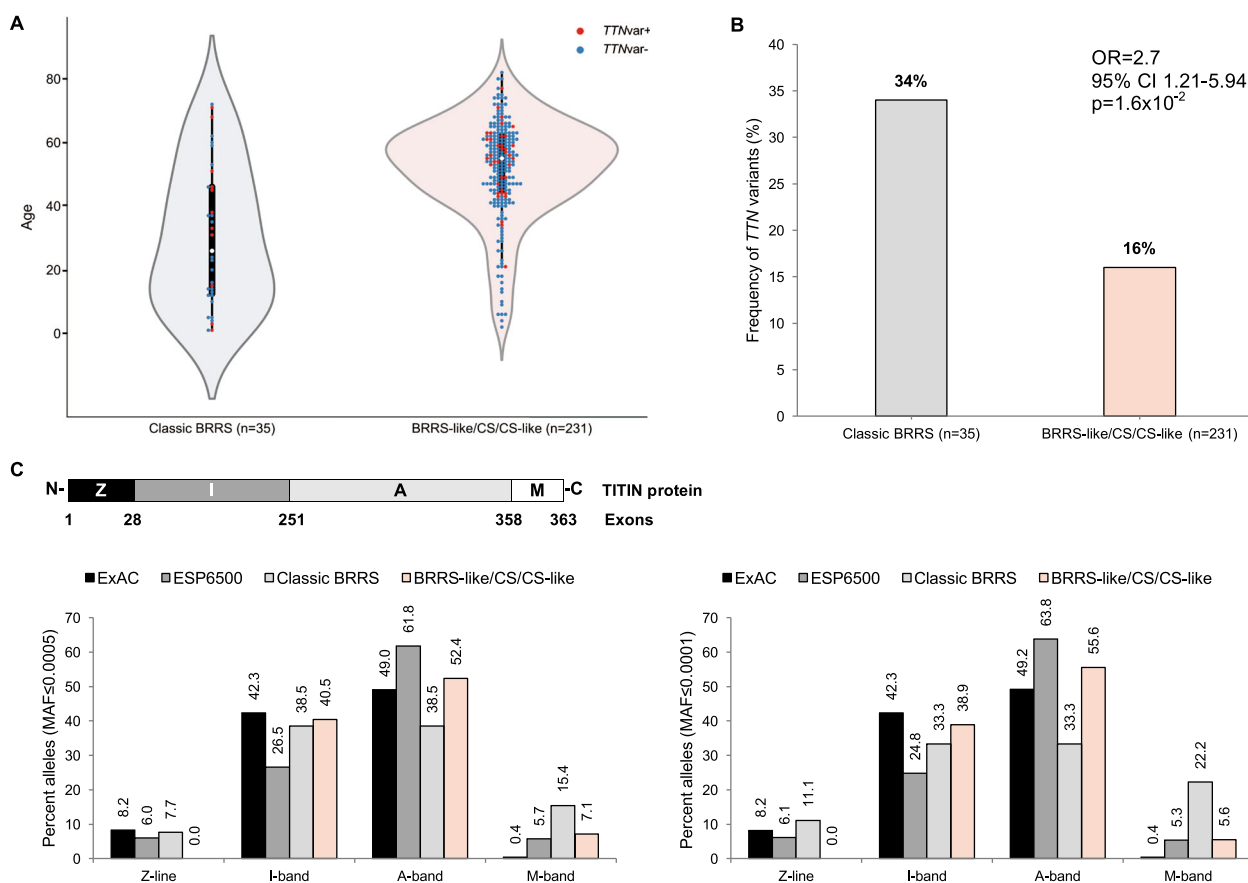 A
TTNvar+
TTNvar-
80
60
40
20
0
Age
Classic BRRS (n=35)
BRRS-like/CS/CS-like (n=231)
B
OR=2.7
95% CI 1.21-5.94
p=1.6x10⁻²
40
35
30
25
20
15
10
5
0
Frequency of TTN variants (%)
34%
16%
Classic BRRS (n=35)
BRRS-like/CS/CS-like (n=231)
C
N- Z I A M -C TITIN protein
1 28 251 358 363 Exons
ExAC ESP6500 Classic BRRS BRRS-like/CS/CS-like
Percent alleles (MAF≤0.0005)
70
60
50
40
30
20
10
0
8.2 6.0 7.7 0.0
42.3 26.5 38.5 40.5
49.0 61.8 38.5 52.4
0.4 5.7 15.4 7.1
Z-line I-band A-band M-band
ExAC ESP6500 Classic BRRS BRRS-like/CS/CS-like
Percent alleles (MAF≤0.0001)
70
60
50
40
30
20
10
0
8.2 6.1 11.1 0.0
42.3 24.8 33.3 38.9
49.2 63.8 33.3 55.6
0.4 5.3 22.2 5.6
Z-line I-band A-band M-band